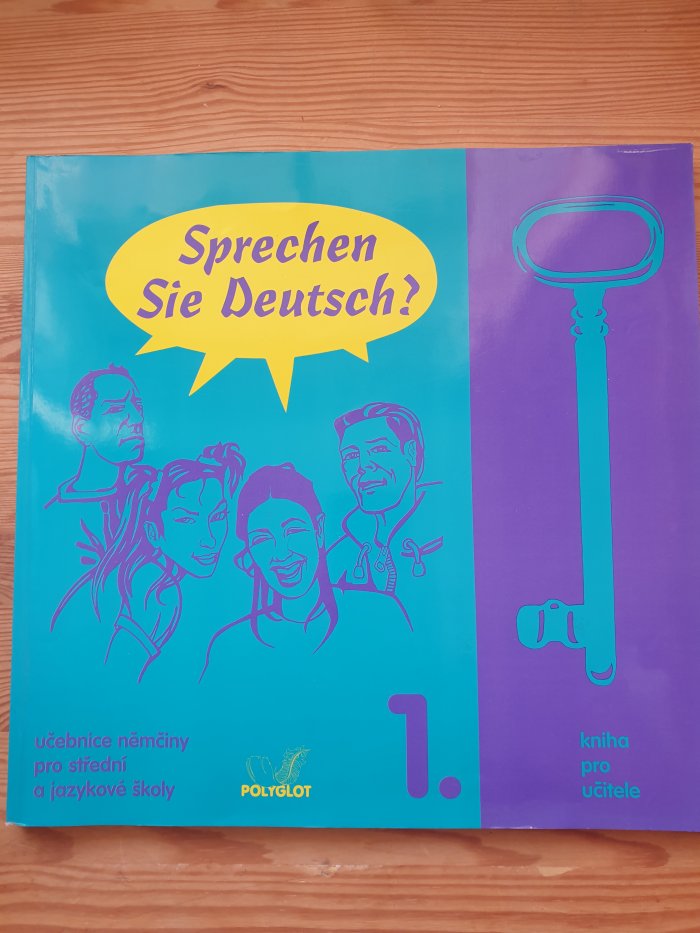 Sprechen
Sie Deutsch?
učebnice němčiny
pro střední
a jazykové školy
POLYGLOT
1.
kniha
pro
učitele